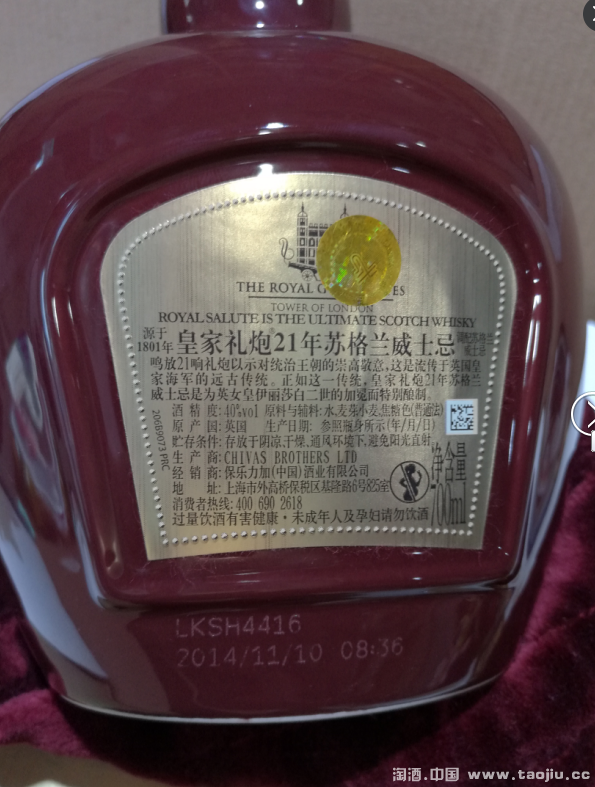 THE ROYAL G ES
TOWER OF LONDON
ROYAL SALUTE IS THE ULTIMATE SCOTCH WHISKY
源于
1801年
皇家礼炮21年苏格兰威士忌
威士忌
鸣放21响礼炮以示对统治王朝的崇高敬意，这是流传于英国皇
家海军的远古传统。正如这一传统，皇家礼炮21年苏格兰
威士忌是为英女皇伊丽莎白二世的加冕而特别酿制。
酒精度:40%vol 原料与辅料:水,麦芽,小麦,焦糖色(普通法)
原产国:英国 生产日期:参照瓶身所示(年/月/日)
贮存条件:存放于阴凉,干燥、通风环境下,避免阳光直射
生产商:CHIVAS BROTHERS LTD
经销商:保乐力加(中国)酒业有限公司
地址:上海市外高桥保税区基隆路6号825室
消费者热线:400 690 2618
过量饮酒有害健康·未成年人及孕妇请勿饮酒
净含量
700ml
206B9073 PRC
LKSH4416
2014/11/10 08:36
淘酒.中国 www.taojiu.cc